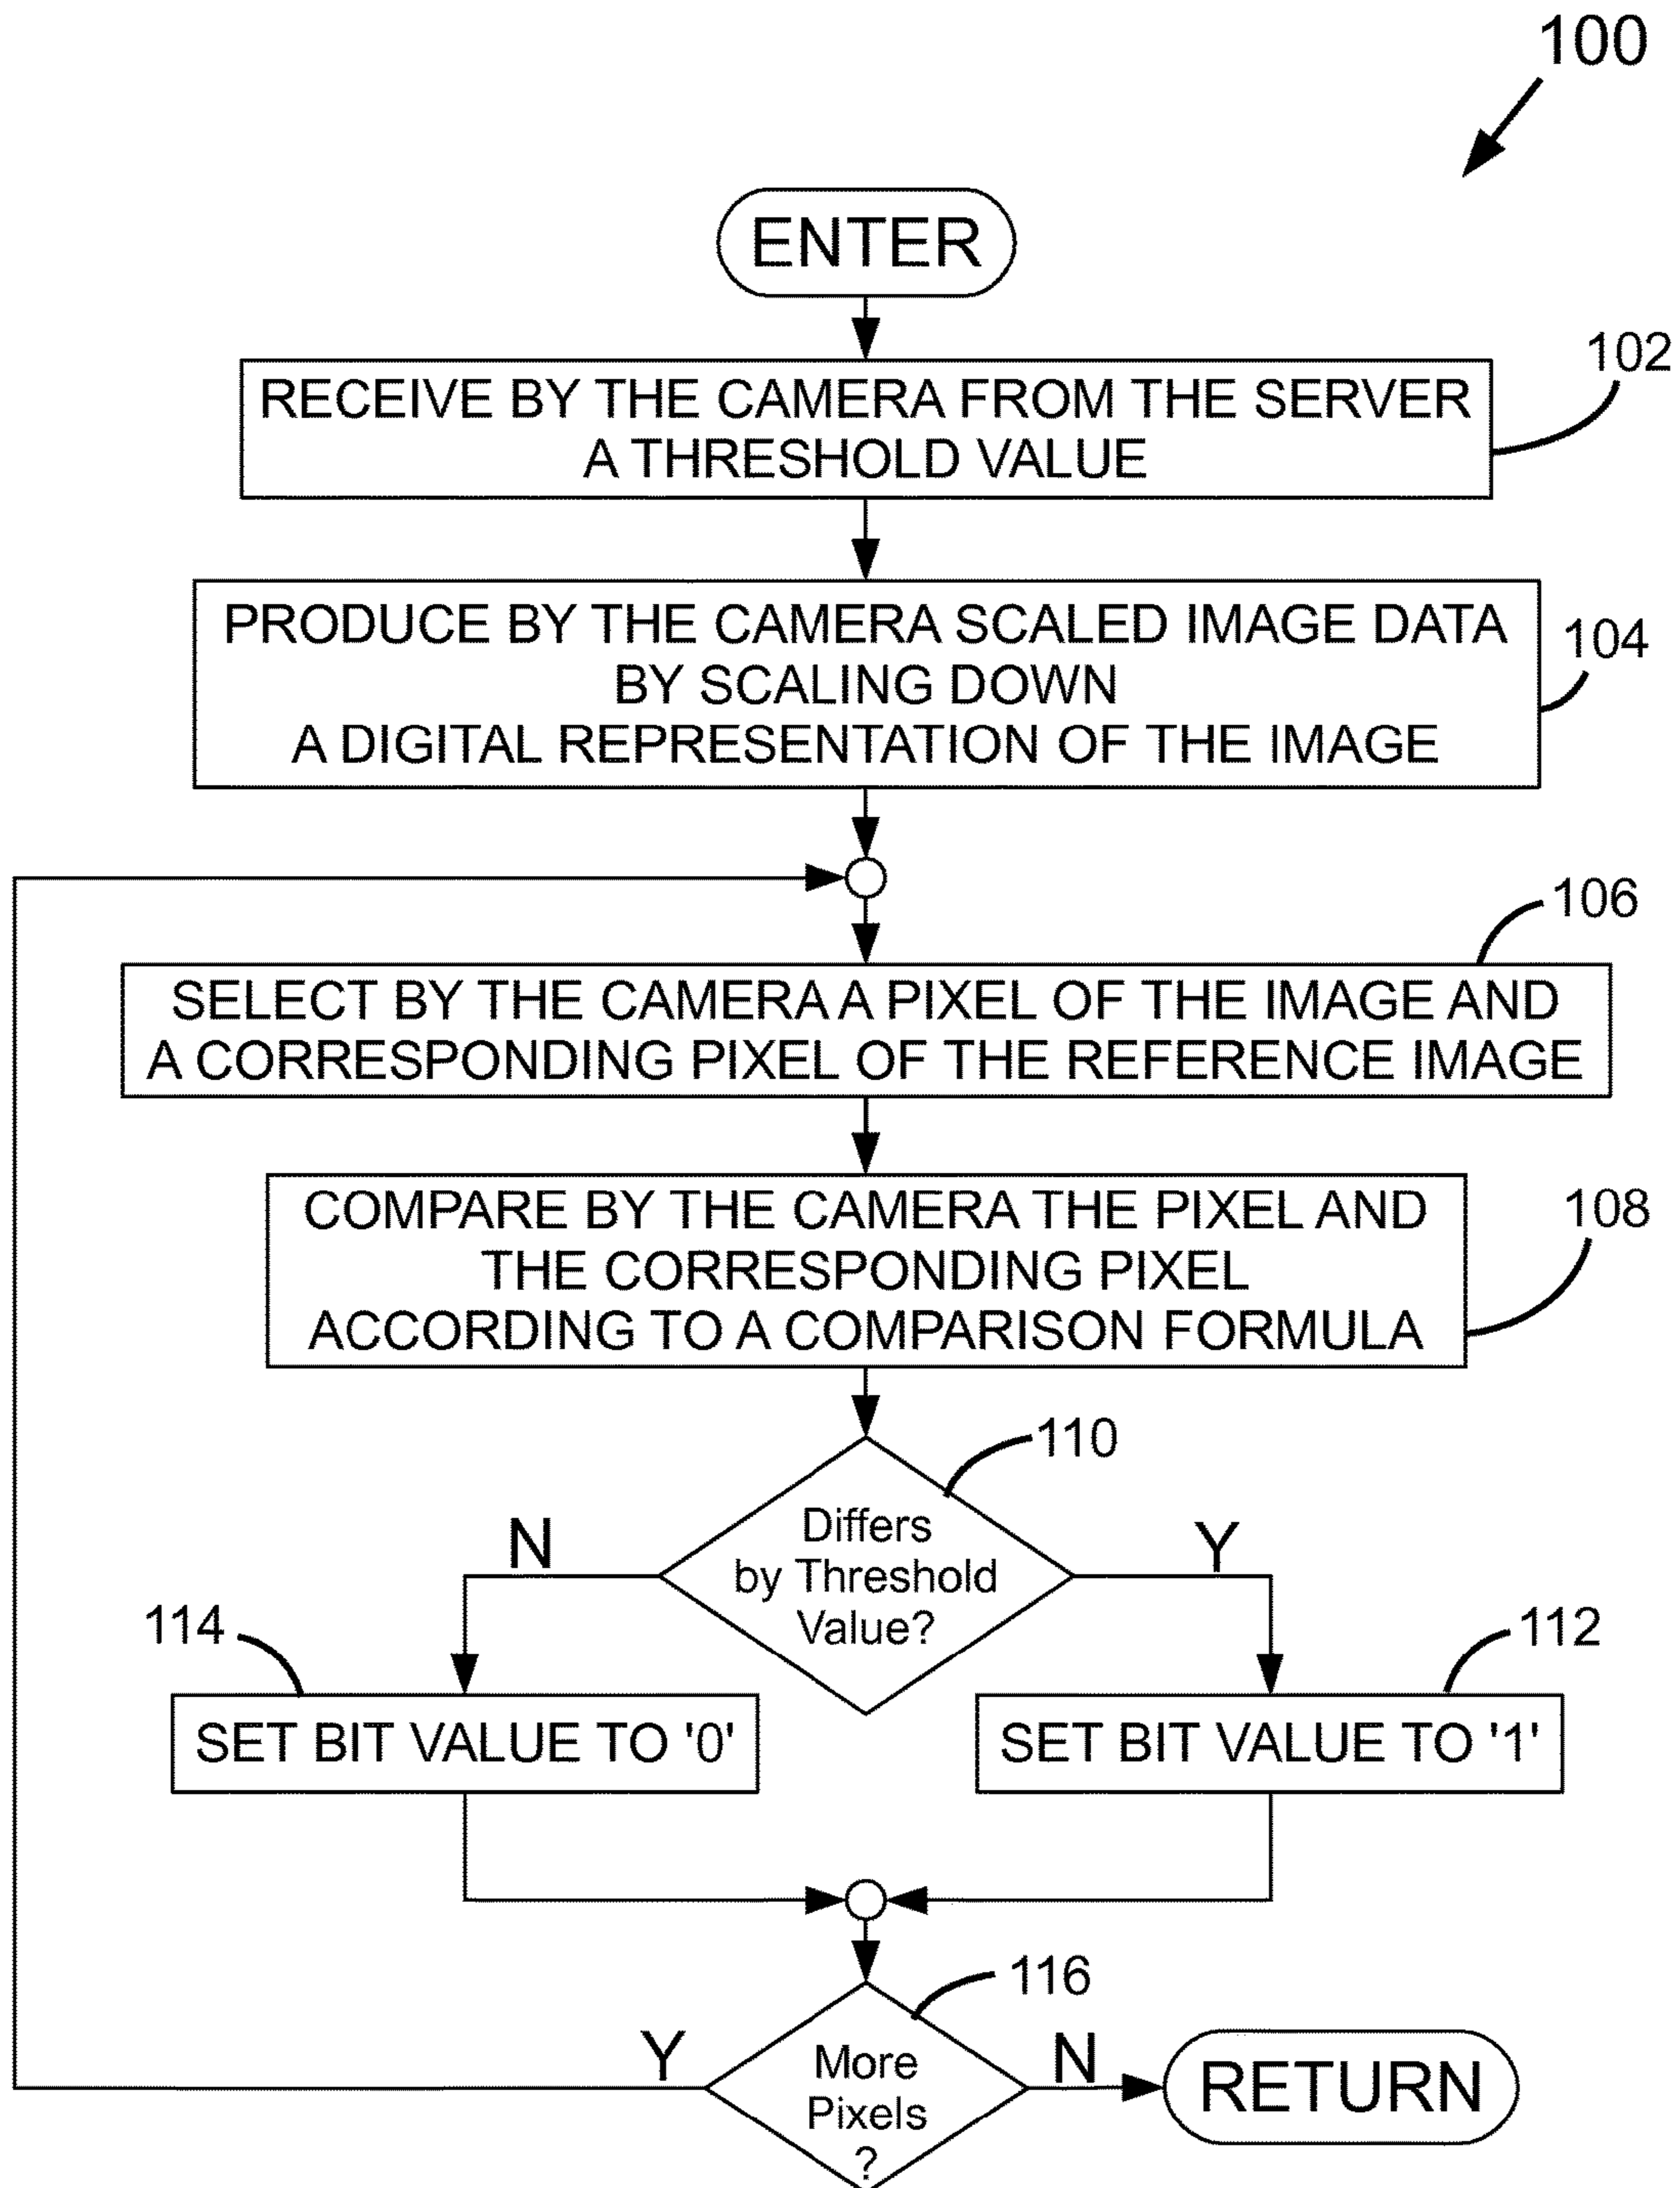 100
ENTER
102
RECEIVE BY THE CAMERA FROM THE SERVER
A THRESHOLD VALUE
PRODUCE BY THE CAMERA SCALED IMAGE DATA
BY SCALING DOWN
A DIGITAL REPRESENTATION OF THE IMAGE
104
106
SELECT BY THE CAMERA A PIXEL OF THE IMAGE AND
A CORRESPONDING PIXEL OF THE REFERENCE IMAGE
COMPARE BY THE CAMERA THE PIXEL AND
THE CORRESPONDING PIXEL
ACCORDING TO A COMPARISON FORMULA
108
110
Differs
by Threshold
Value?
N
Y
114
112
SET BIT VALUE TO '0'
SET BIT VALUE TO '1'
116
More
Pixels
?
Y
N
RETURN